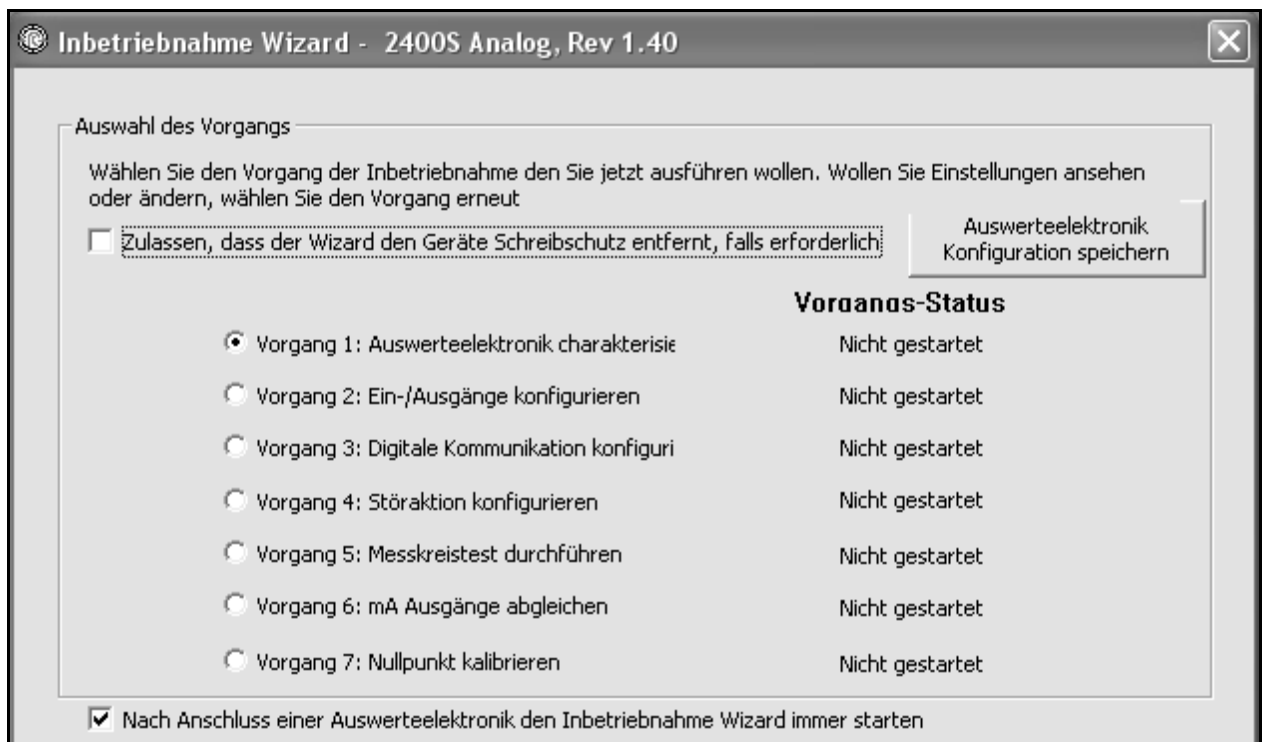 Inbetriebnahme Wizard - 2400S Analog, Rev 1.40
Auswahl des Vorgangs
Wählen Sie den Vorgang der Inbetriebnahme den Sie jetzt ausführen wollen. Wollen Sie Einstellungen ansehen
oder ändern, wählen Sie den Vorgang erneut
Zulassen, dass der Wizard den Geräte Schreibschutz entfernt, falls erforderlich
Auswerteelektronik
Konfiguration speichern
Vorgangs-Status
Vorgang 1: Auswerteelektronik charakterisie Nicht gestartet
Vorgang 2: Ein-/Ausgänge konfigurieren Nicht gestartet
Vorgang 3: Digitale Kommunikation konfiguri Nicht gestartet
Vorgang 4: Störaktion konfigurieren Nicht gestartet
Vorgang 5: Messkreistest durchführen Nicht gestartet
Vorgang 6: mA Ausgänge abgleichen Nicht gestartet
Vorgang 7: Nullpunkt kalibrieren Nicht gestartet
Nach Anschluss einer Auswerteelektronik den Inbetriebnahme Wizard immer starten